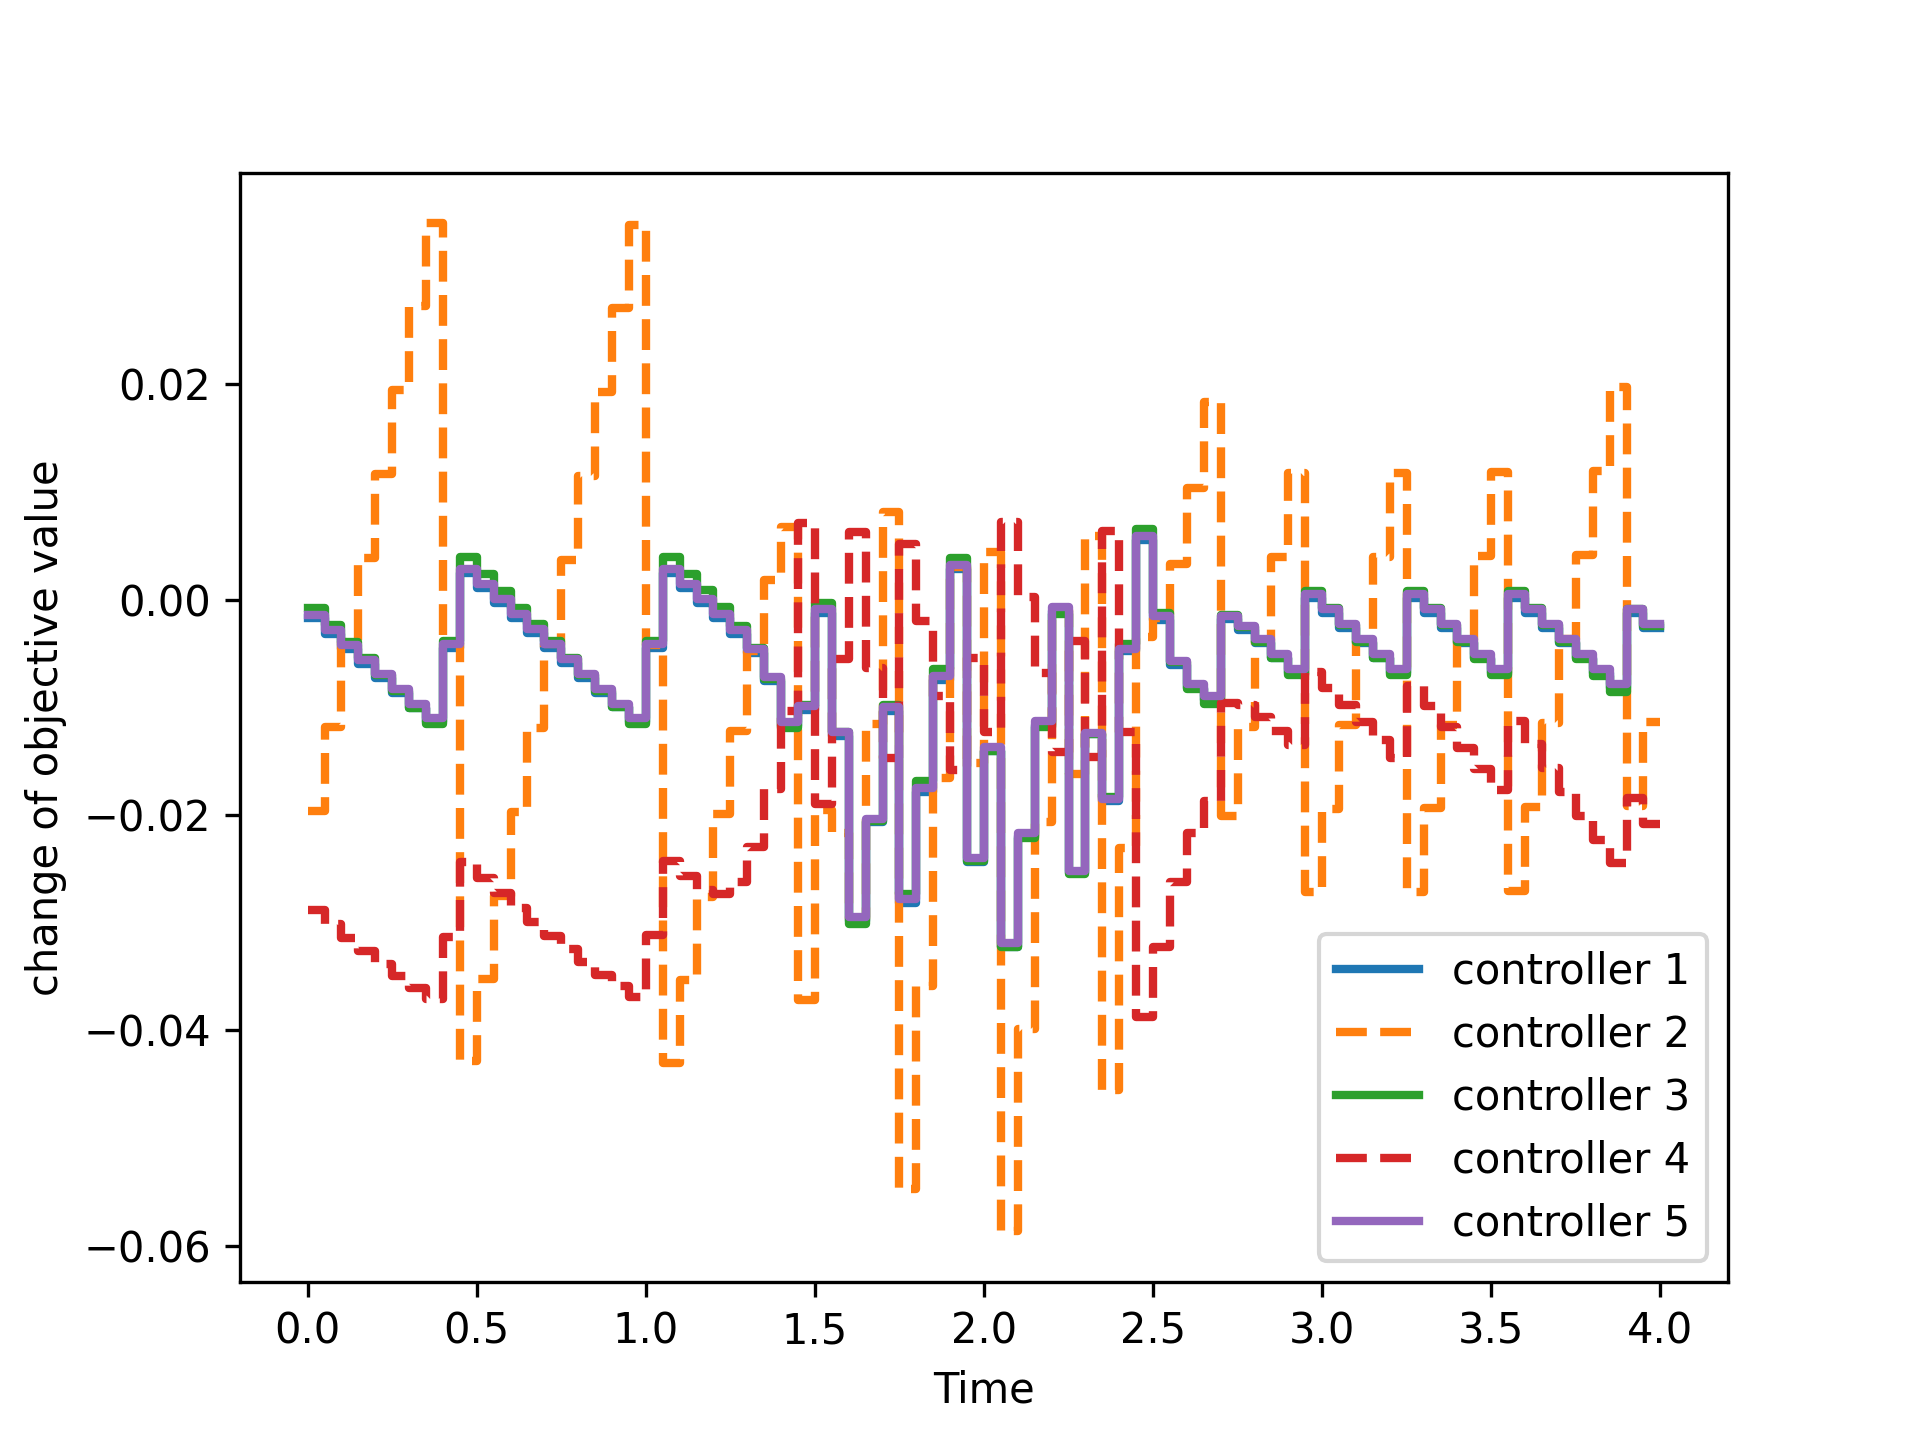 change of objective value
0.02
0.00
−0.02
−0.04
−0.06
controller 1
controller 2
controller 3
controller 4
controller 5
0.0 0.5 1.0 1.5 2.0 2.5 3.0 3.5 4.0
Time